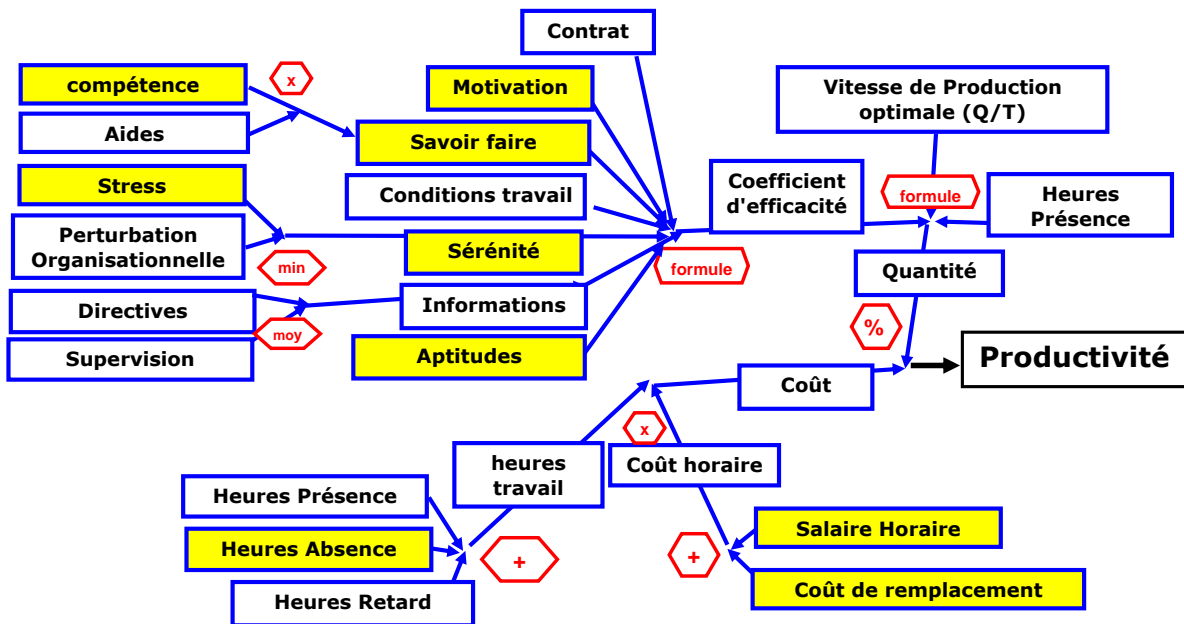 Contrat
compétence
x
Motivation
Vitesse de Production
optimale (Q/T)
Aides
Savoir faire
Stress
Conditions travail
Coefficient
d'efficacité
formule
Heures
Présence
Perturbation
Organisationnelle
min
Sérénité
formule
Quantité
Directives
moy
Informations
%
Supervision
Aptitudes
Productivité
Coût
x
heures
travail
Coût horaire
Heures Présence
Salaire Horaire
Heures Absence
+
+
Coût de remplacement
Heures Retard